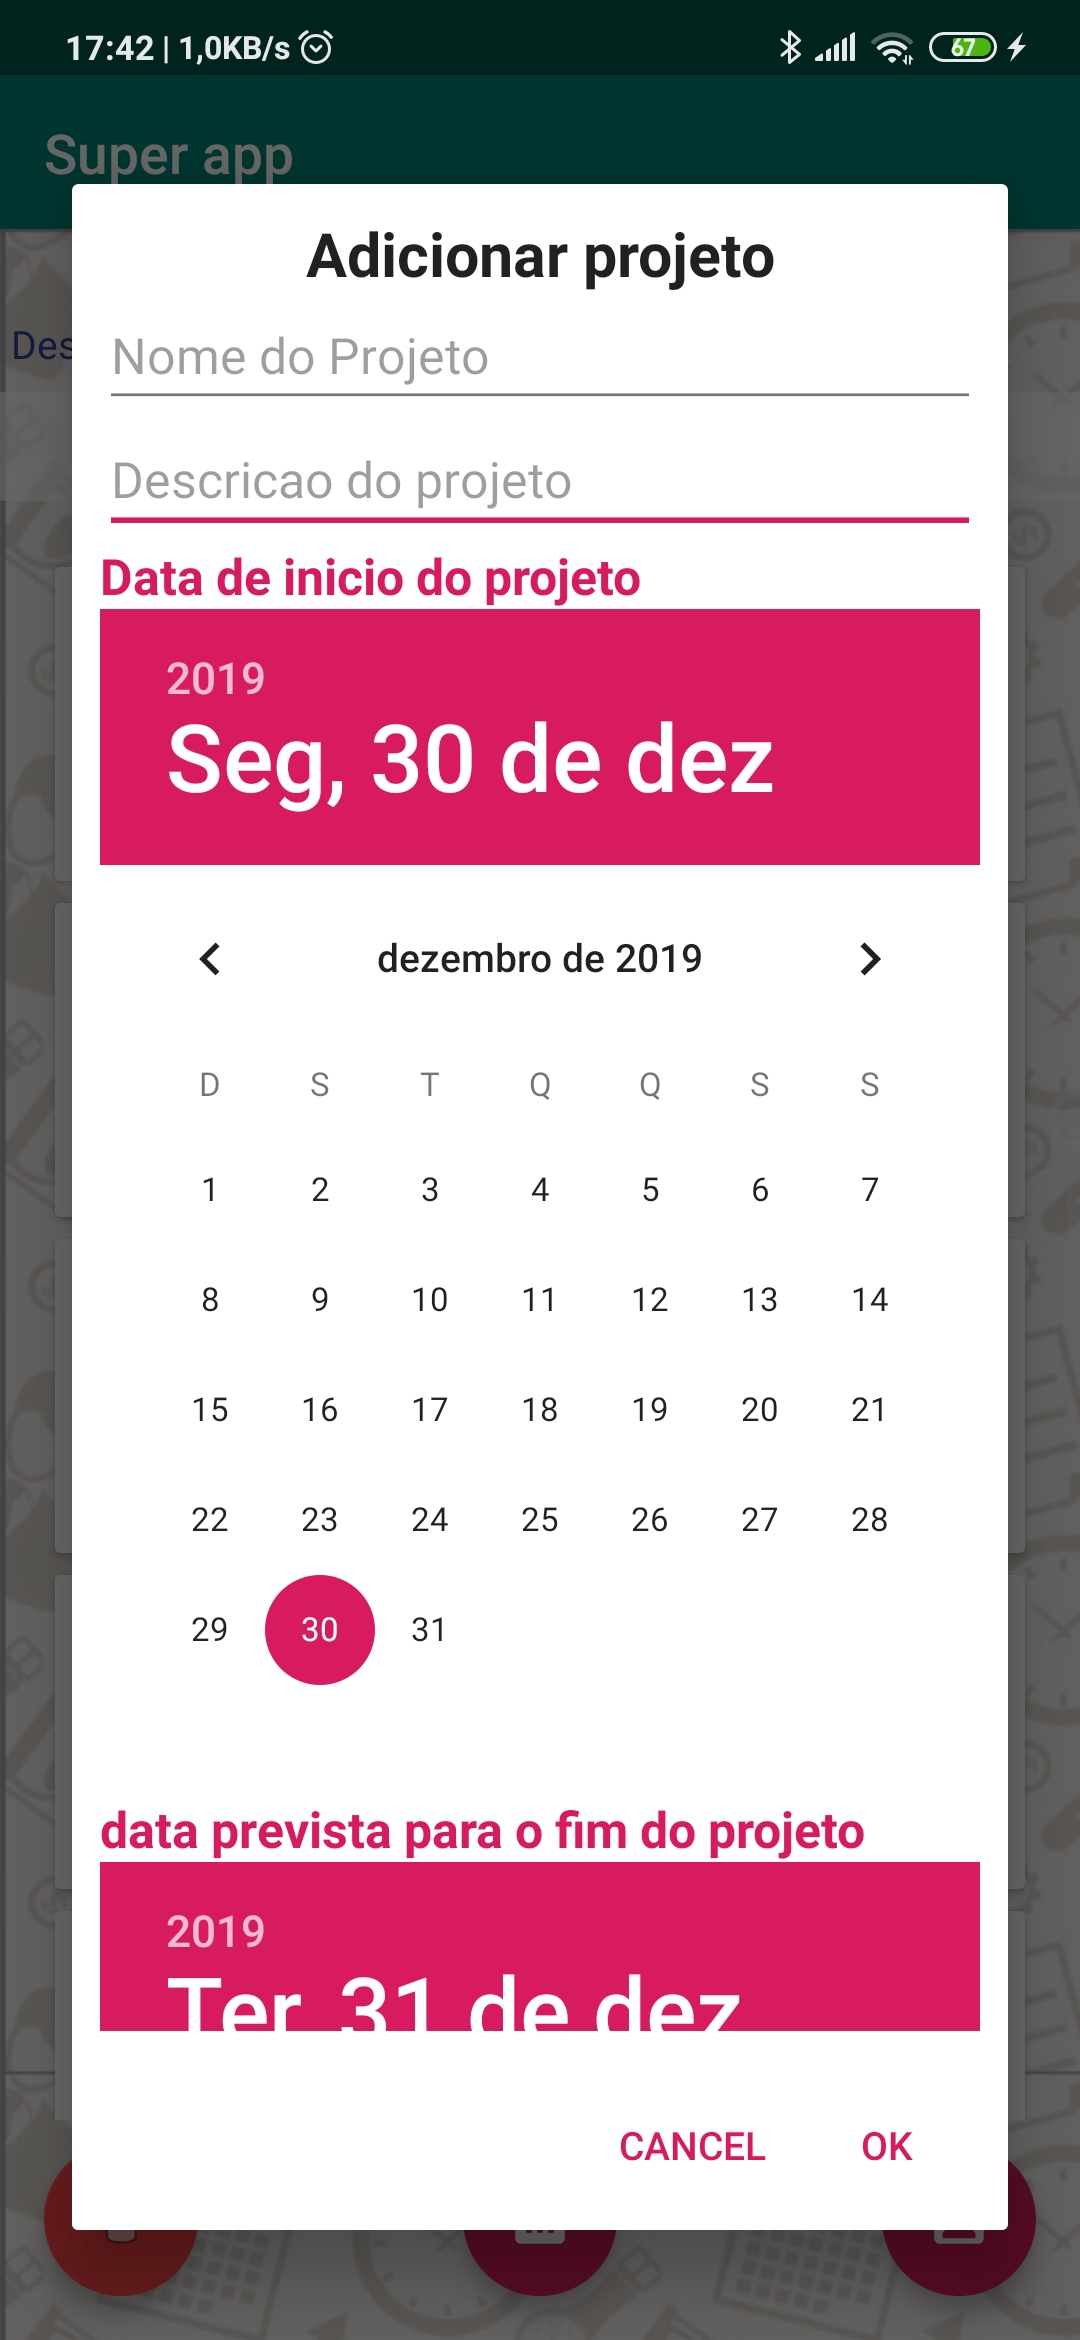 17:42 | 1,0KB/s
67
Super app
Adicionar projeto
Des
Nome do Projeto
Descricao do projeto
Data de inicio do projeto
2019
Seg, 30 de dez
dezembro de 2019
D S T Q Q S S
1 2 3 4 5 6 7
8 9 10 11 12 13 14
15 16 17 18 19 20 21
22 23 24 25 26 27 28
29 30 31
data prevista para o fim do projeto
2019
Ter, 31 de dez
CANCEL OK